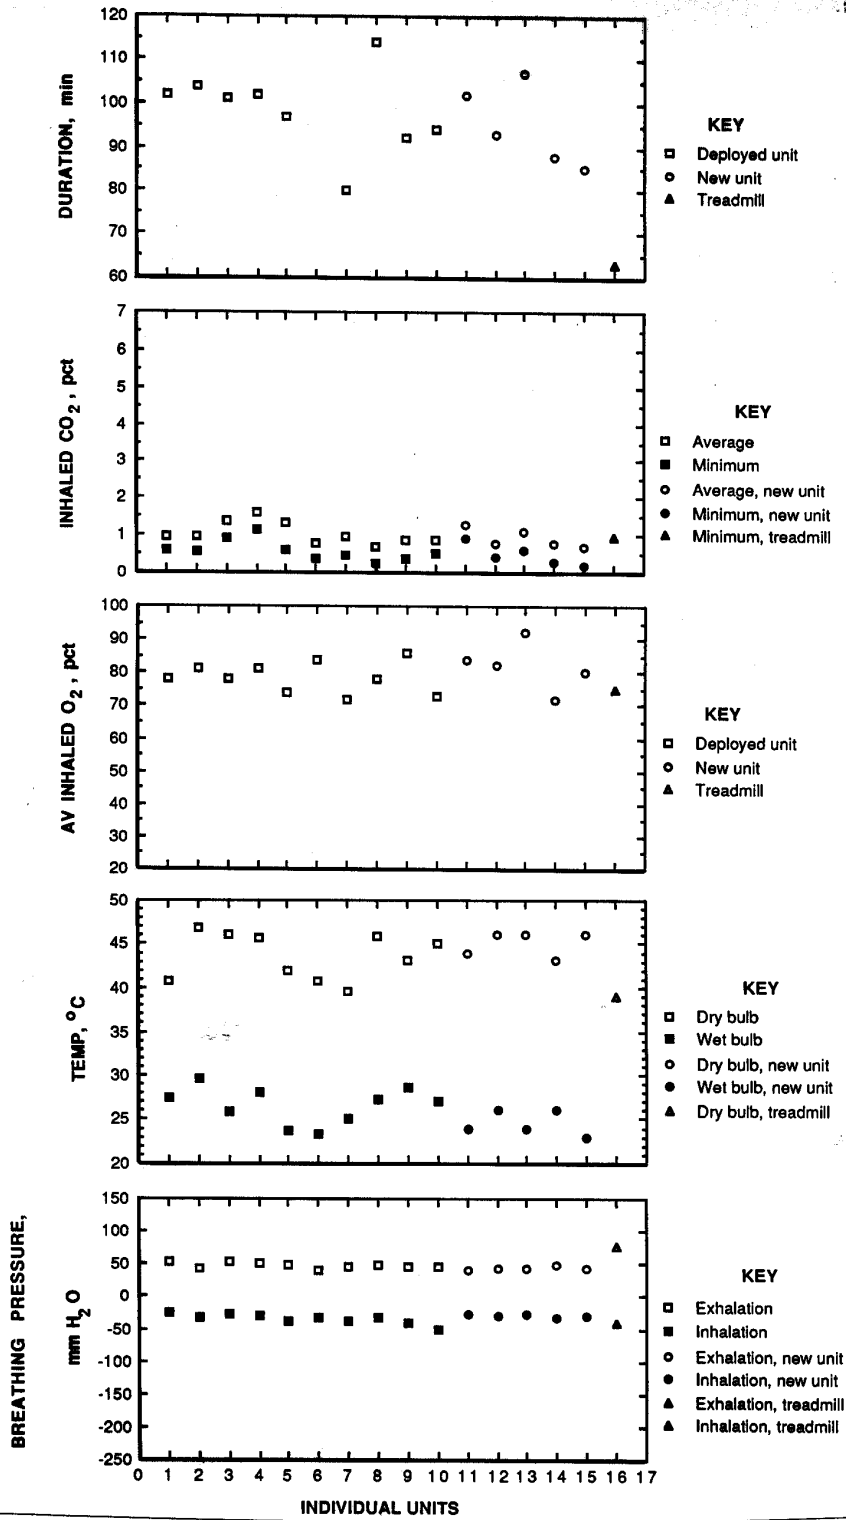 120
110
100
90
80
70
60
DURATION, min
KEY
Deployed unit
New unit
Treadmill
7
6
5
4
3
2
1
0
INHALED CO2, pct
KEY
Average
Minimum
Average, new unit
Minimum, new unit
Minimum, treadmill
100
90
80
70
60
50
40
30
20
AV INHALED O2, pct
KEY
Deployed unit
New unit
Treadmill
50
45
40
35
30
25
20
TEMP, °C
KEY
Dry bulb
Wet bulb
Dry bulb, new unit
Wet bulb, new unit
Dry bulb, treadmill
150
100
50
0
-50
-100
-150
-200
-250
BREATHING PRESSURE,
mm H2O
KEY
Exhalation
Inhalation
Exhalation, new unit
Inhalation, new unit
Exhalation, treadmill
Inhalation, treadmill
0 1 2 3 4 5 6 7 8 9 10 11 12 13 14 15 16 17
INDIVIDUAL UNITS